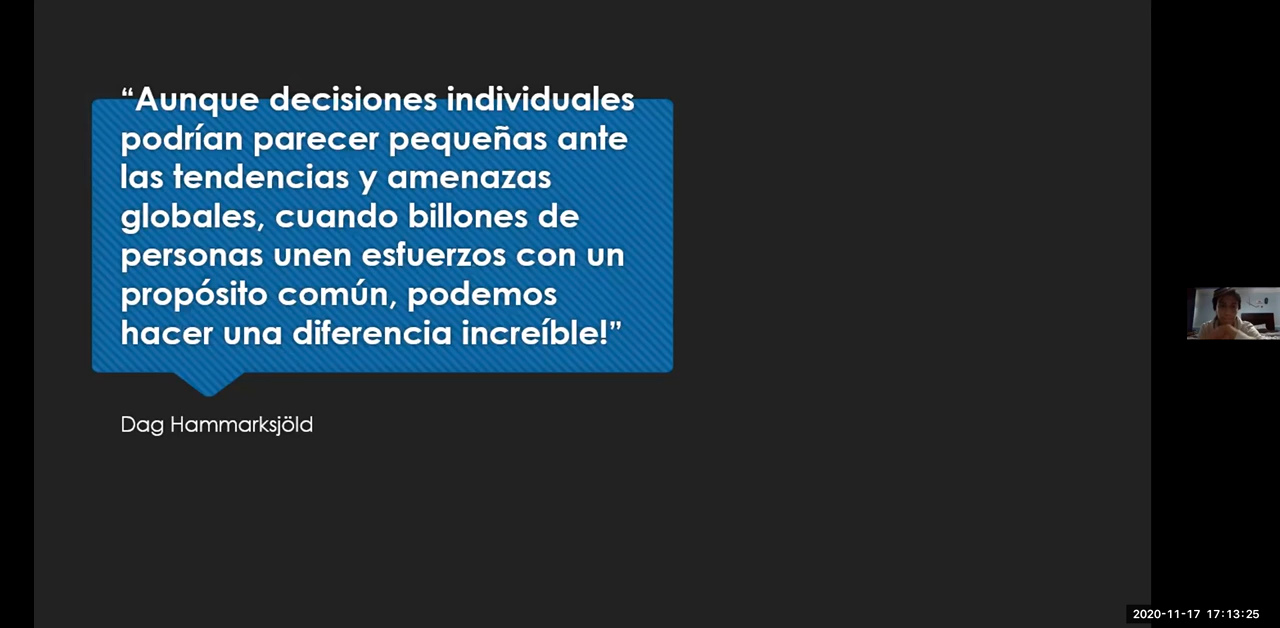 “Aunque decisiones individuales
podrían parecer pequeñas ante
las tendencias y amenazas
globales, cuando billones de
personas unen esfuerzos con un
propósito común, podemos
hacer una diferencia increíble!”
Dag Hammarksjöld
2020-11-17 17:13:25